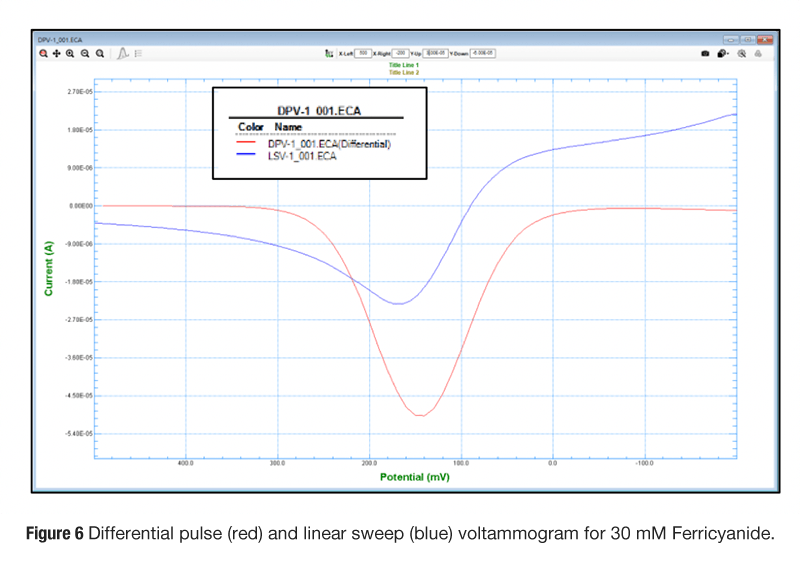 DPV-1_001.ECA
X-Left 500 X-Right -200 Y-Up Y-Down -6.00E-05
Title Line 1
Title Line 2
DPV-1_001.ECA
Color Name
DPV-1_001.ECA(Differential)
LSV-1_001.ECA
2.70E-05
1.80E-05
9.00E-06
0.00E00
-9.00E-06
-1.80E-05
-2.70E-05
-3.60E-05
-4.50E-05
-5.40E-05
Current (A)
400.0 300.0 200.0 100.0 0.0 -100.0
Potential (mV)
Figure 6 Differential pulse (red) and linear sweep (blue) voltammogram for 30 mM Ferricyanide.